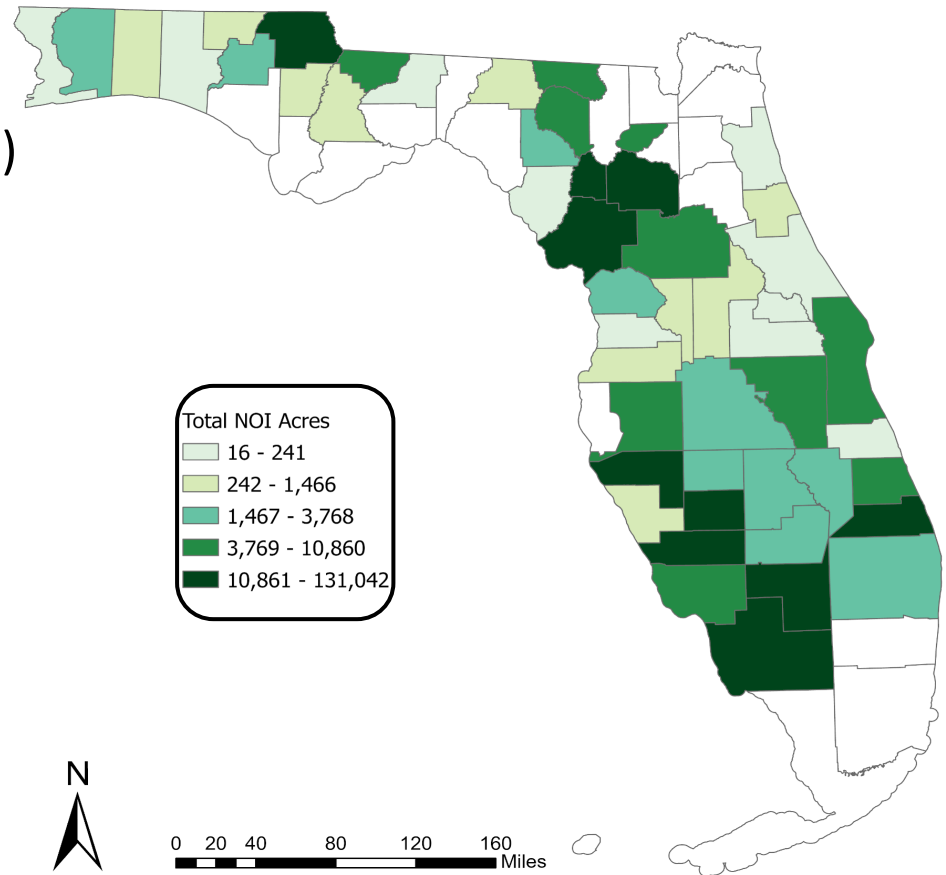 )
Total NOI Acres
16 - 241
242 - 1,466
1,467 - 3,768
3,769 - 10,860
10,861 - 131,042
N
0 20 40 80 120 160
Miles